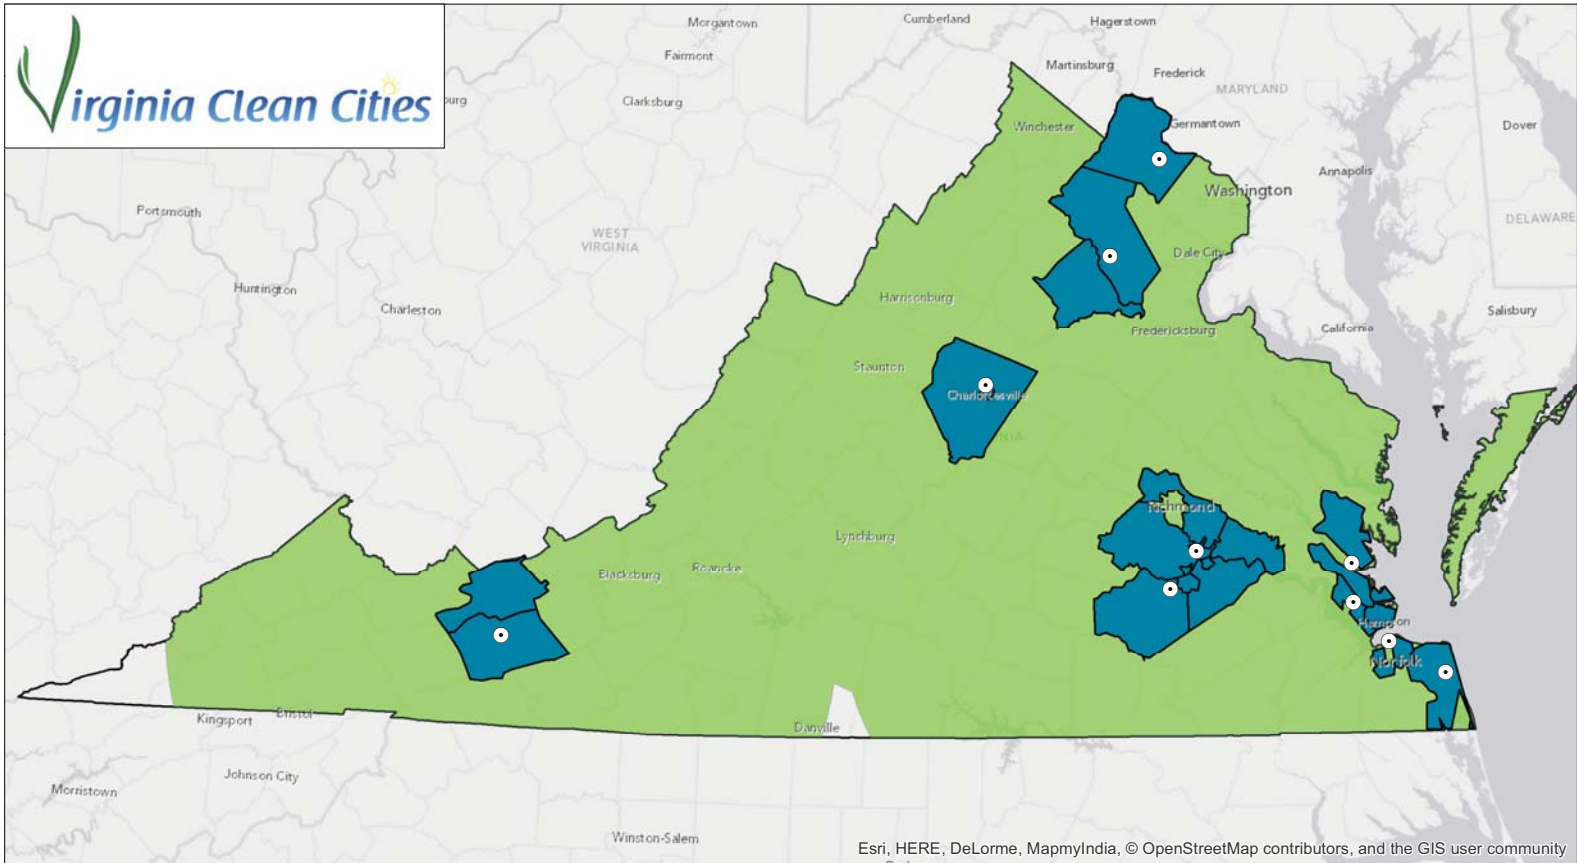 Virginia Clean Cities
burg
Morgantown
Cumberland
Hagerstown
Fairmont
Martinsburg
Frederick
MARYLAND
Clarksburg
Winchester
Germantown
Dover
Annapolis
Washington
Portsmouth
WEST
VIRGINIA
DELAWARE
Dale City
Huntington
Charleston
Harrisonburg
Salisbury
Fredericksburg
California
Staunton
Charlottesville
Richmond
Lynchburg
Blacksburg
Roanoke
Hampton
Norfolk
Kingsport
Bristol
Danville
Johnson City
Morristown
Winston-Salem
Esri, HERE, DeLorme, MapmyIndia, © OpenStreetMap contributors, and the GIS user community